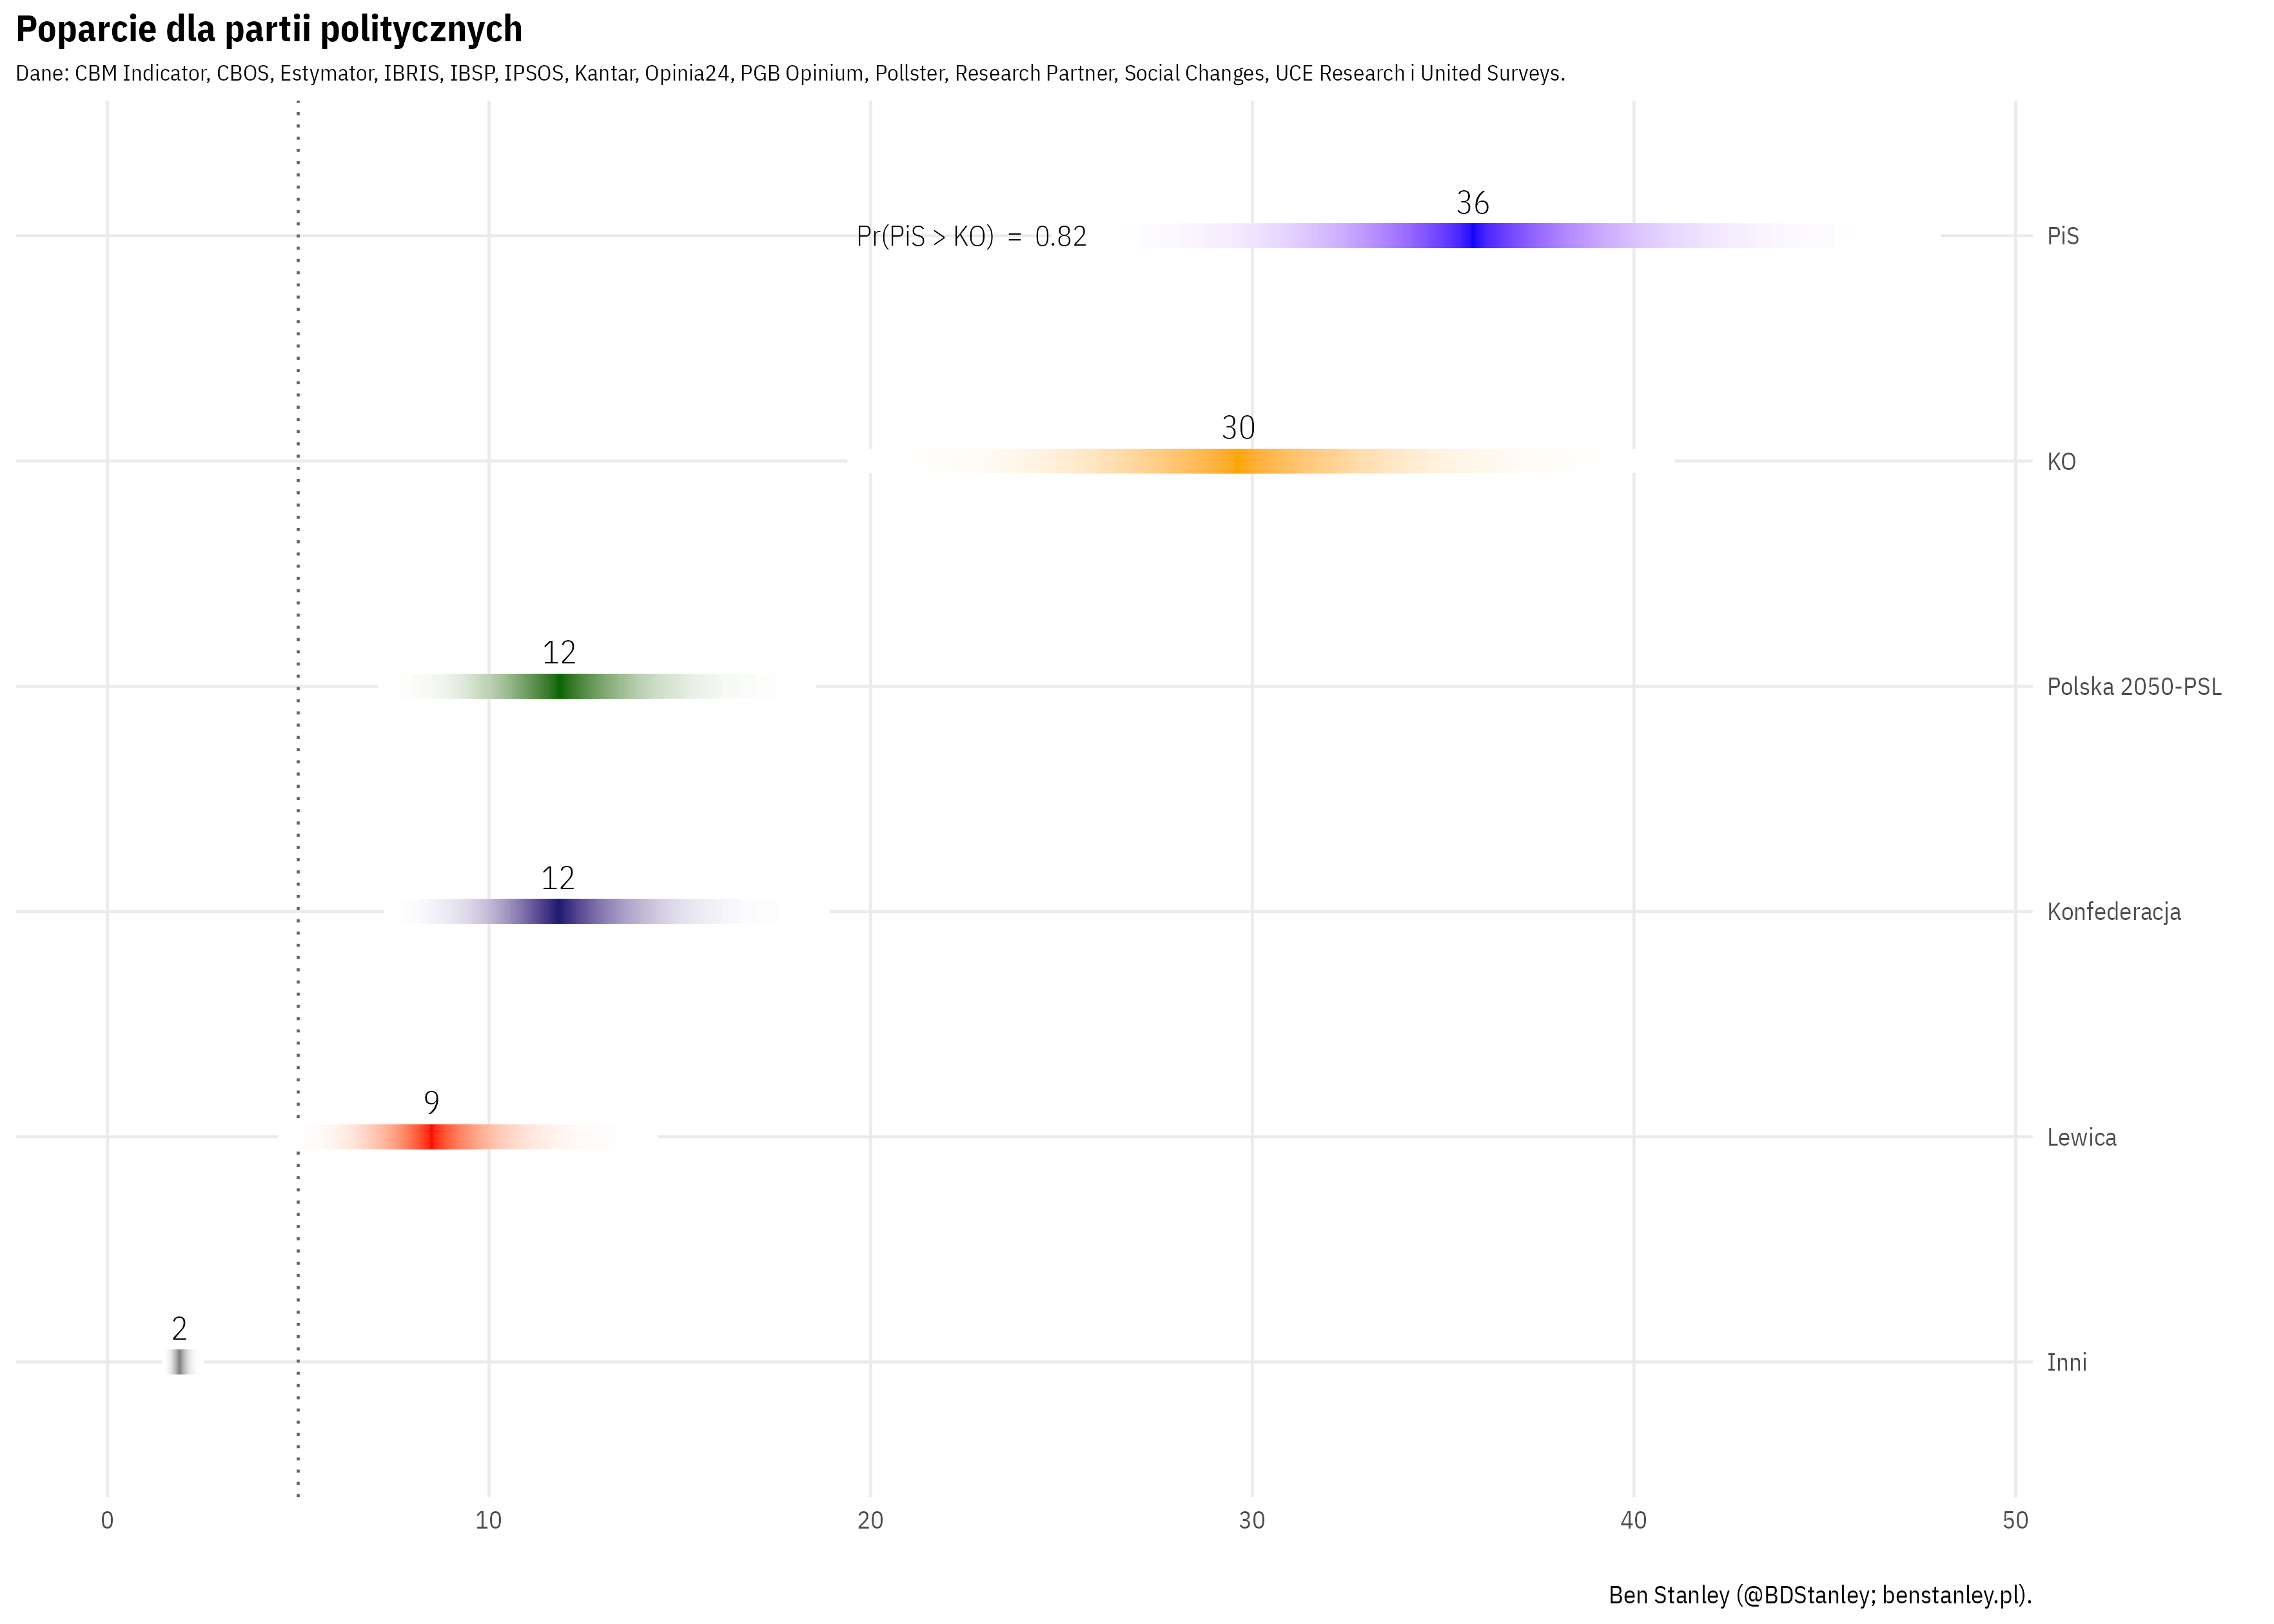 Poparcie dla partii politycznych
Dane: CBM Indicator, CBOS, Estymator, IBRIS, IBSP, IPSOS, Kantar, Opinia24, PGB Opinium, Pollster, Research Partner, Social Changes, UCE Research i United Surveys.
36
Pr(PiS > KO) = 0.82
PiS
30
KO
12
Polska 2050-PSL
12
Konfederacja
9
Lewica
2
Inni
0 10 20 30 40 50
Ben Stanley (@BDStanley; benstanley.pl).